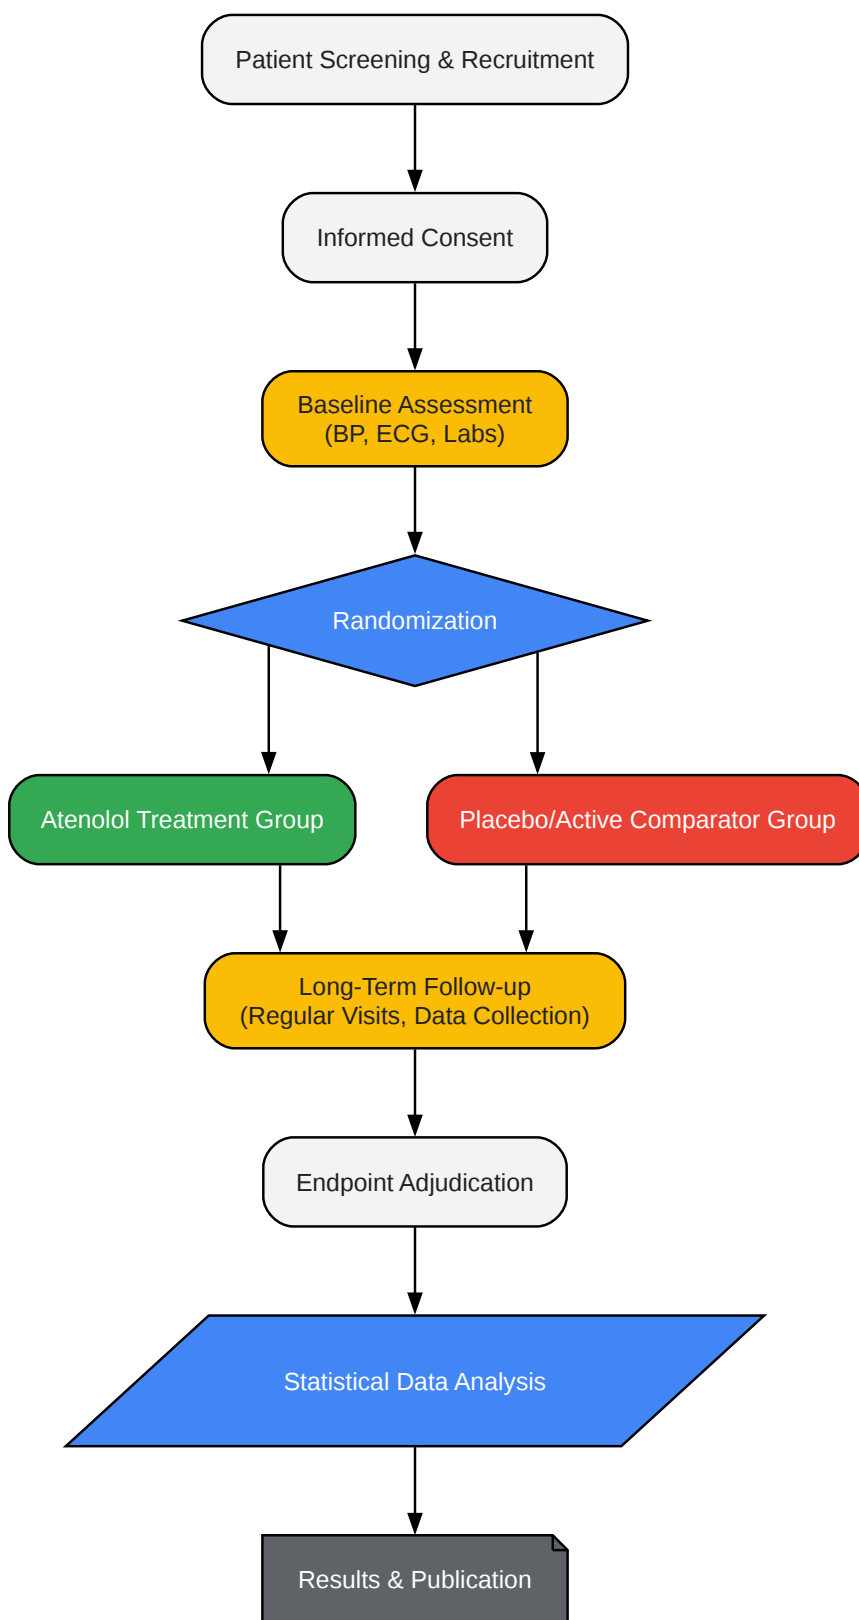 Patient Screening & Recruitment
Informed Consent
Baseline Assessment
(BP, ECG, Labs)
Randomization
Atenolol Treatment Group
Placebo/Active Comparator Group
Long-Term Follow-up
(Regular Visits, Data Collection)
Endpoint Adjudication
Statistical Data Analysis
Results & Publication